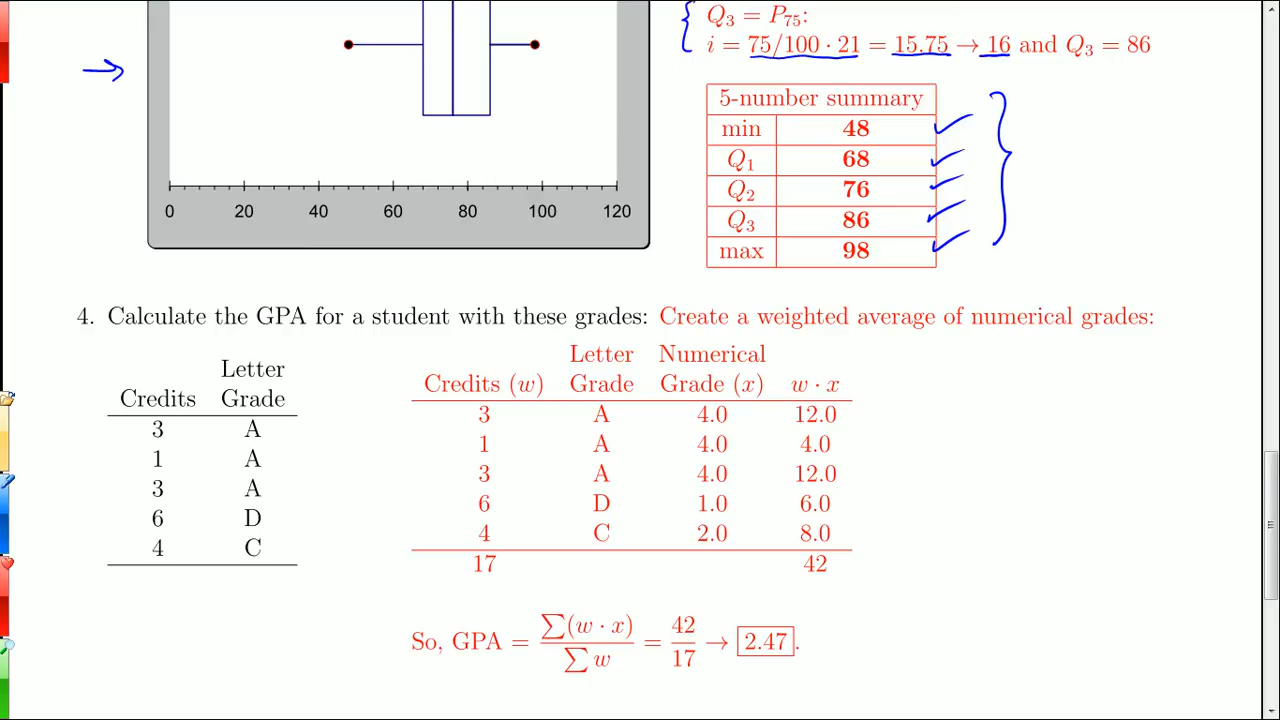 Q3 = P75:
i = 75/100 · 21 = 15.75 → 16 and Q3 = 86
0 20 40 60 80 100 120
5-number summary
min 48
Q1 68
Q2 76
Q3 86
max 98
4. Calculate the GPA for a student with these grades: Create a weighted average of numerical grades:
Letter
Credits Grade
3 A
1 A
3 A
6 D
4 C
Letter Numerical
Credits (w) Grade Grade (x) w · x
3 A 4.0 12.0
1 A 4.0 4.0
3 A 4.0 12.0
6 D 1.0 6.0
4 C 2.0 8.0
17 42
So, GPA = ∑(w · x) / ∑ w = 42 / 17 → 2.47.